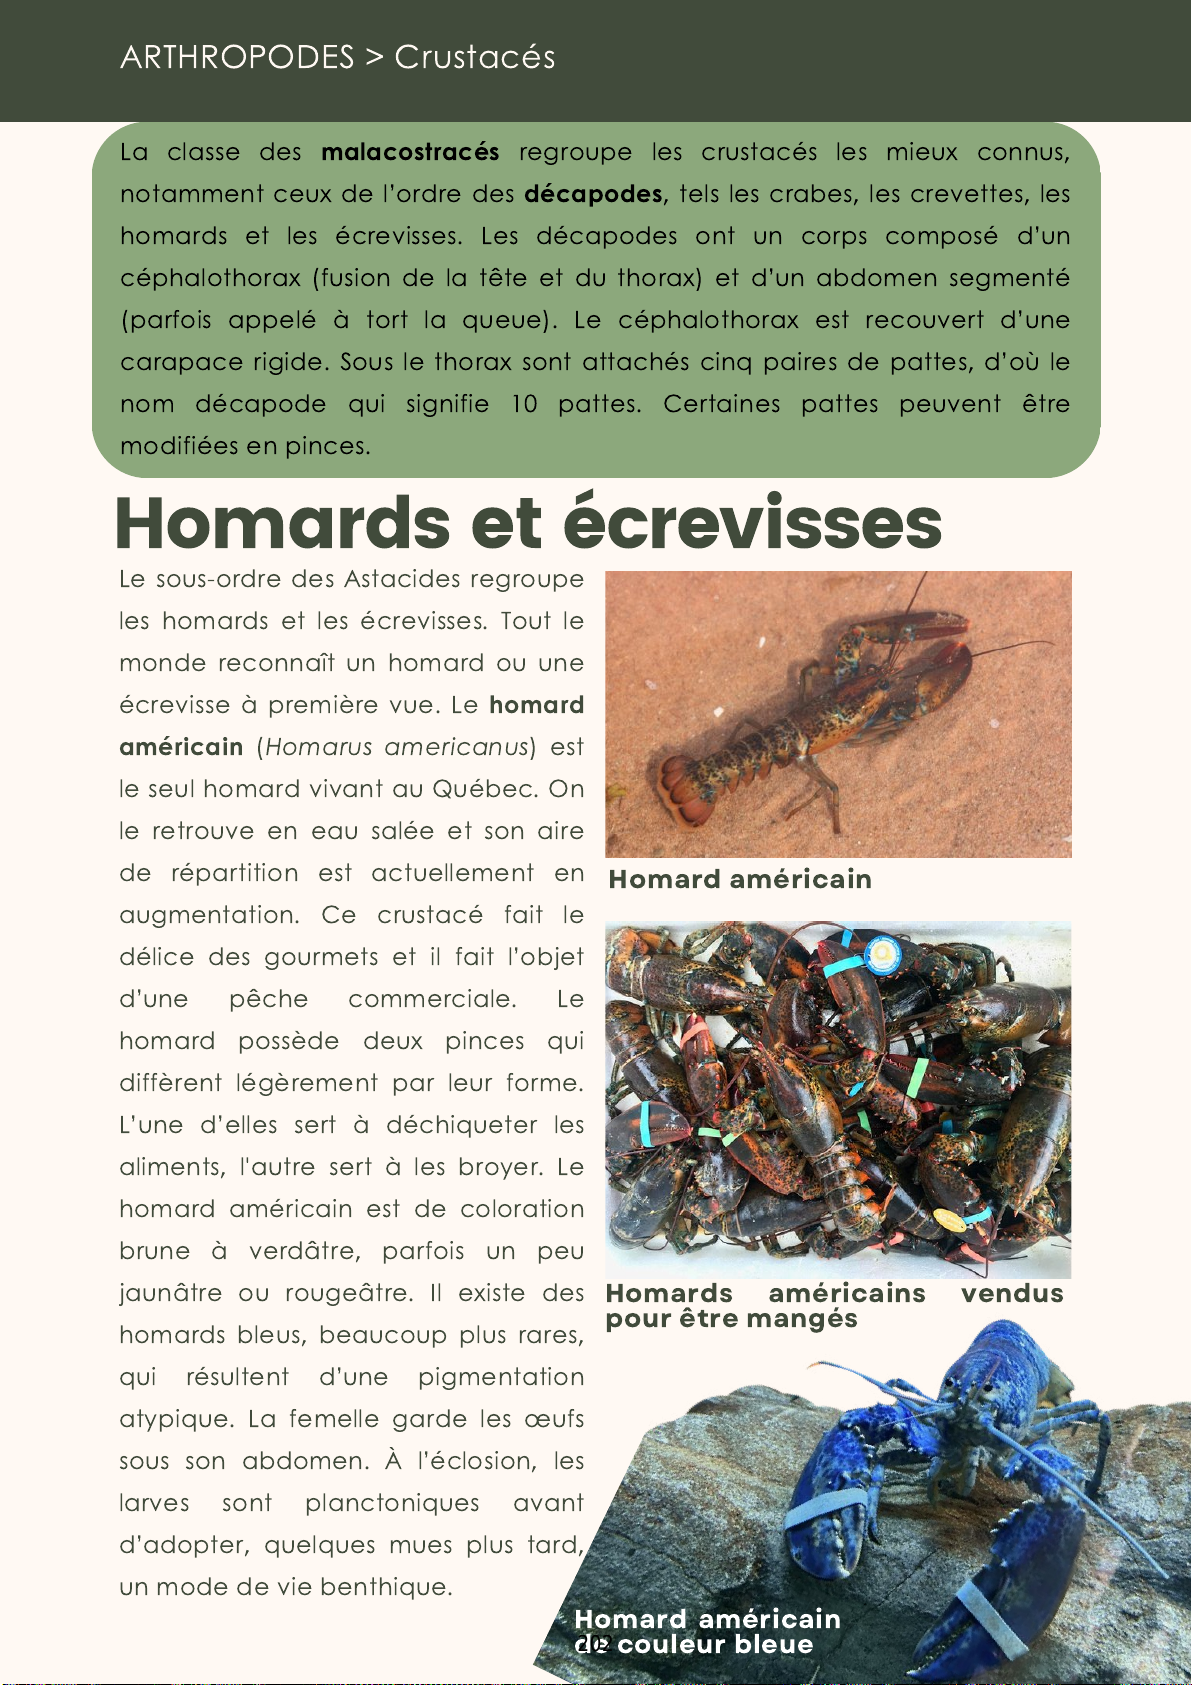 ARTHROPODES > Crustacés
La classe des malacostracés regroupe les crustacés les mieux connus,
notamment ceux de l’ordre des décapodes, tels les crabes, les crevettes, les
homards et les écrevisses. Les décapodes ont un corps composé d’un
céphalothorax (fusion de la tête et du thorax) et d’un abdomen segmenté
(parfois appelé à tort la queue). Le céphalothorax est recouvert d’une
carapace rigide. Sous le thorax sont attachés cinq paires de pattes, d’où le
nom décapode qui signifie 10 pattes. Certaines pattes peuvent être
modifiées en pinces.
Homards et écrevisses
Le sous-ordre des Astacides regroupe
les homards et les écrevisses. Tout le
monde reconnaît un homard ou une
écrevisse à première vue. Le homard
américain (Homarus americanus) est
le seul homard vivant au Québec. On
le retrouve en eau salée et son aire
de répartition est actuellement en
augmentation. Ce crustacé fait le
délice des gourmets et il fait l’objet
d’une pêche commerciale. Le
homard possède deux pinces qui
diffèrent légèrement par leur forme.
L’une d’elles sert à déchiqueter les
aliments, l'autre sert à les broyer. Le
homard américain est de coloration
brune à verdâtre, parfois un peu
jaunâtre ou rougeâtre. Il existe des
homards bleus, beaucoup plus rares,
qui résultent d’une pigmentation
atypique. La femelle garde les œufs
sous son abdomen. À l’éclosion, les
larves sont planctoniques avant
d’adopter, quelques mues plus tard,
un mode de vie benthique.
Homard américain
Homards américains vendus
pour être mangés
Homard américain
de couleur bleue
202